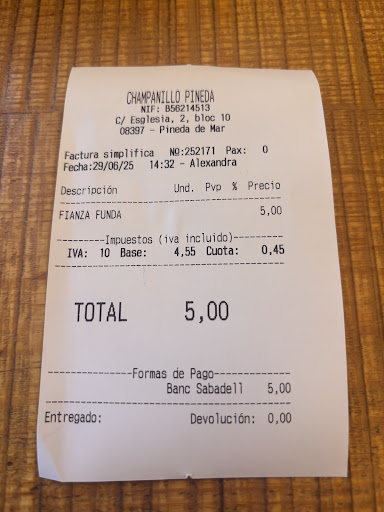 CHAMPANILLO PINEDA
NIF: B56214513
C/ Esglesia, 2, bloc 10
08397 - Pineda de Mar
Factura simplifica Nº:252171 Pax: 0
Fecha:29/06/25 14:32 - Alexandra
Descripción Und. Pvp % Precio
FIANZA FUNDA 5,00
Impuestos (iva incluido)
IVA: 10 Base: 4,55 Cuota: 0,45
TOTAL 5,00
Formas de Pago
Banc Sabadell 5,00
Entregado: Devolución: 0,00